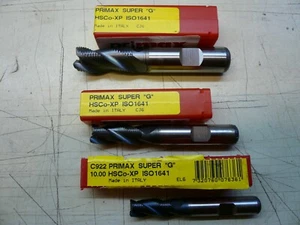 PRIMAX SUPER "G"
HSCo-XP ISO1641
Made in ITALY
PRIMAX SUPER "G"
HSCo-XP ISO1641
Made in ITALY
C922 PRIMAX SUPER "G"
10,00 HSCo-XP ISO1641
Made in ITALY